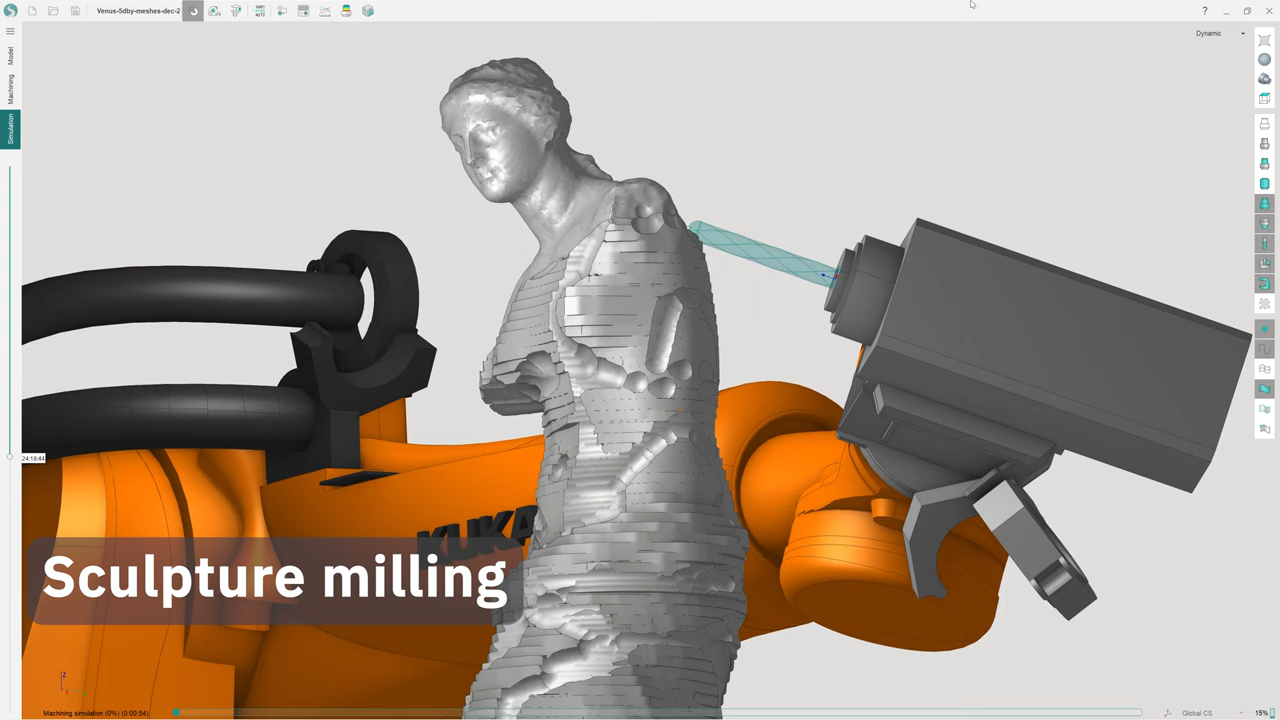 Venus-5dby-meshes-dec-2
?
Dynamic
Model
Machining
Simulation
24:18:44
KUKA
Sculpture milling
Z
X
Machining simulation (0%) (0:00:54)
Global CS
15%